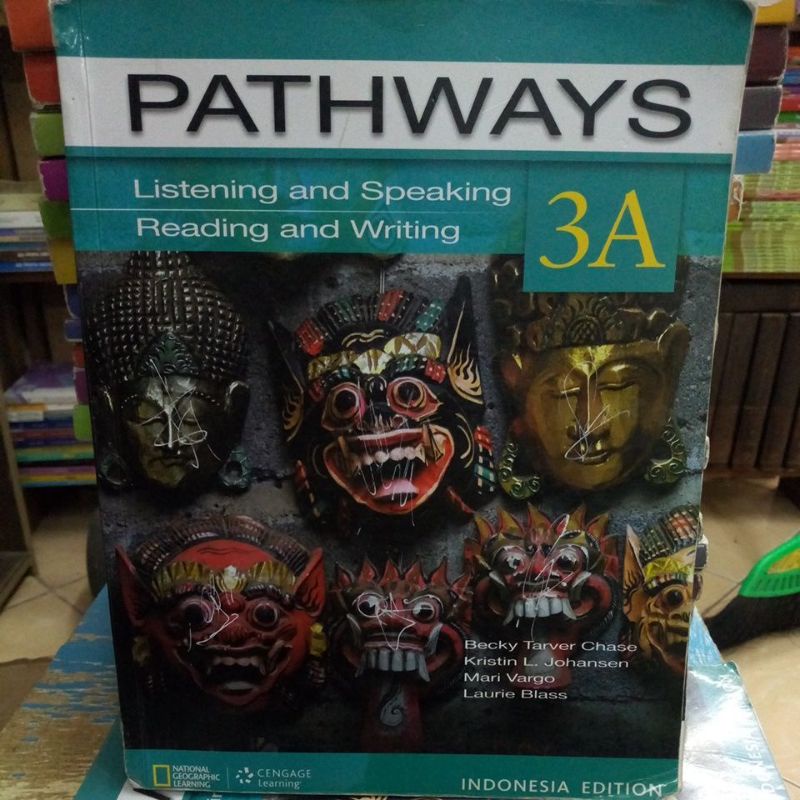 PATHWAYS
Listening and Speaking
Reading and Writing
3A
Becky Tarver Chase
Kristin L. Johansen
Mari Vargo
Laurie Blass
NATIONAL
GEOGRAPHIC
LEARNING
CENGAGE
Learning
INDONESIA EDITION